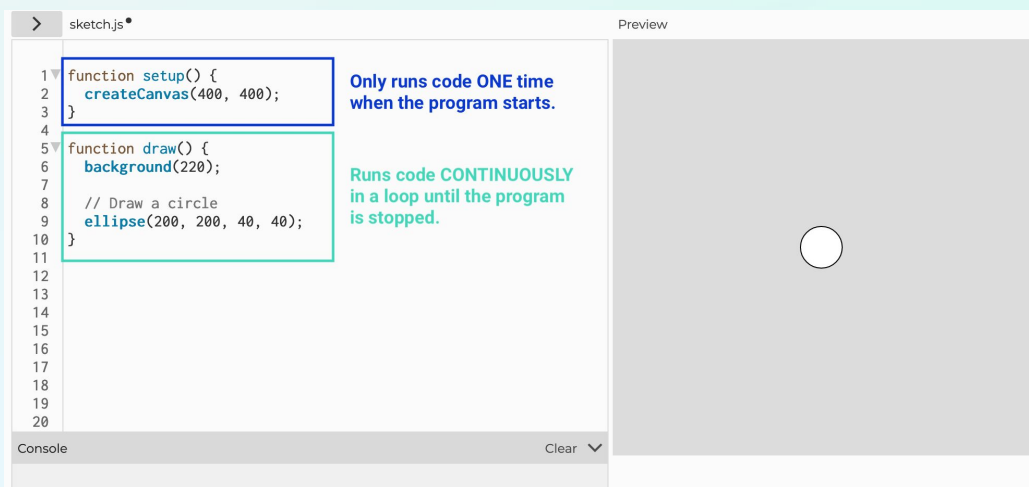 sketch.js
Preview
1 function setup() {
2 createCanvas(400, 400);
3 }
4
5 function draw() {
6 background(220);
7
8 // Draw a circle
9 ellipse(200, 200, 40, 40);
10 }
11
12
13
14
15
16
17
18
19
20
Only runs code ONE time
when the program starts.
Runs code CONTINUOUSLY
in a loop until the program
is stopped.
Console
Clear